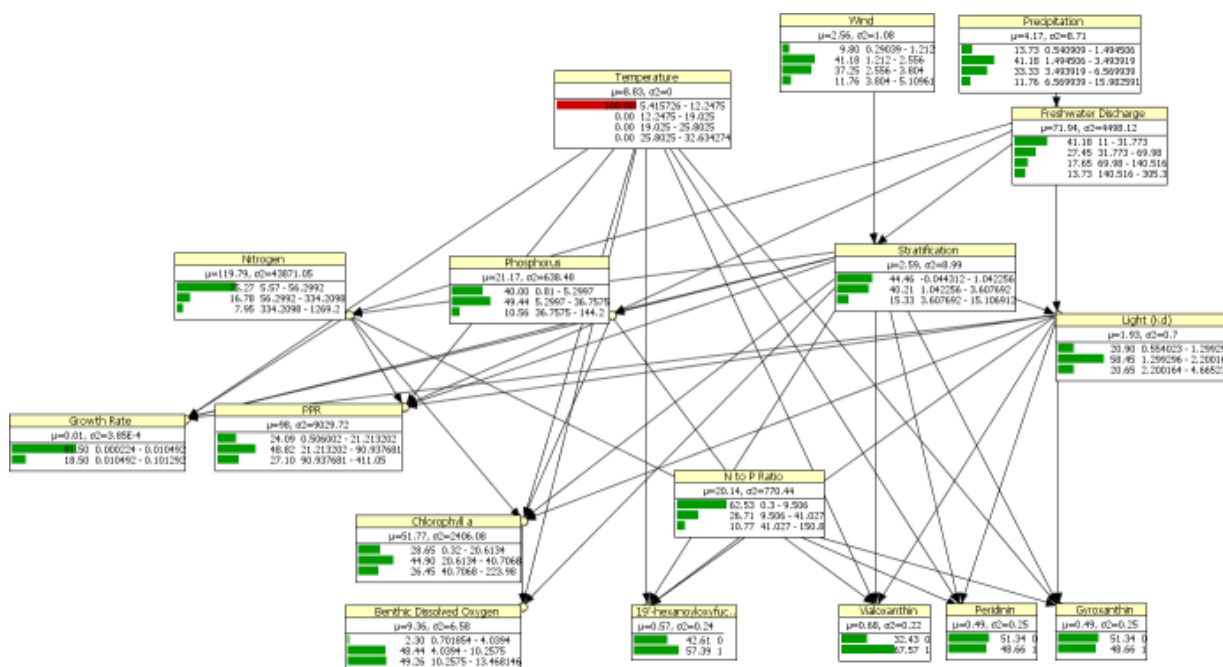 Wind
μ=2.56, σ2=1.08
9.80 0.29039 - 1.212
41.18 1.212 - 2.556
37.25 2.556 - 3.804
11.76 3.804 - 5.10961
Precipitation
μ=4.17, σ2=8.71
13.73 0.540909 - 1.494506
41.18 1.494506 - 3.493919
33.33 3.493919 - 6.569939
11.76 6.569939 - 15.982591
Temperature
μ=8.83, σ2=0
100.00 5.415726 - 12.2475
0.00 12.2475 - 19.025
0.00 19.025 - 25.8025
0.00 25.8025 - 32.634274
Freshwater Discharge
μ=71.94, σ2=4498.12
41.18 11 - 31.773
27.45 31.773 - 69.98
17.65 69.98 - 140.516
13.73 140.516 - 305.3
Nitrogen
μ=119.79, σ2=43871.05
5.57 - 56.2992
16.78 56.2992 - 334.2098
7.95 334.2098 - 1269.2
Phosphorus
μ=21.17, σ2=638.48
40.00 0.81 - 5.2997
49.44 5.2997 - 36.7575
10.56 36.7575 - 144.2
Stratification
μ=2.59, σ2=8.99
44.46 -0.044312 - 1.042256
40.21 1.042256 - 3.607692
15.33 3.607692 - 15.106912
Light (kd)
μ=1.93, σ2=0.7
20.90 0.554023 - 1.29929
58.45 1.299296 - 2.20016
20.65 2.200164 - 4.66523
Growth Rate
μ=0.01, σ2=3.85E-4
81.50 0.000224 - 0.010492
18.50 0.010492 - 0.101292
PPR
μ=98, σ2=9029.72
24.09 0.506002 - 21.213202
48.82 21.213202 - 90.937681
27.10 90.937681 - 411.05
N to P Ratio
μ=20.14, σ2=770.44
62.53 0.3 - 9.506
26.71 9.506 - 41.027
10.77 41.027 - 150.8
Chlorophyll a
μ=51.77, σ2=2406.08
28.65 0.32 - 20.6134
44.90 20.6134 - 40.7068
26.45 40.7068 - 223.98
Benthic Dissolved Oxygen
μ=9.36, σ2=6.58
2.30 0.701854 - 4.0394
48.44 4.0394 - 10.2575
49.26 10.2575 - 13.468146
19'-hexanoyloxyfuc...
μ=0.57, σ2=0.24
42.61 0
57.39 1
Vialoxanthin
μ=0.68, σ2=0.22
32.43 0
67.57 1
Peridinin
μ=0.49, σ2=0.25
51.34 0
48.66 1
Gyroxanthin
μ=0.49, σ2=0.25
51.34 0
48.66 1